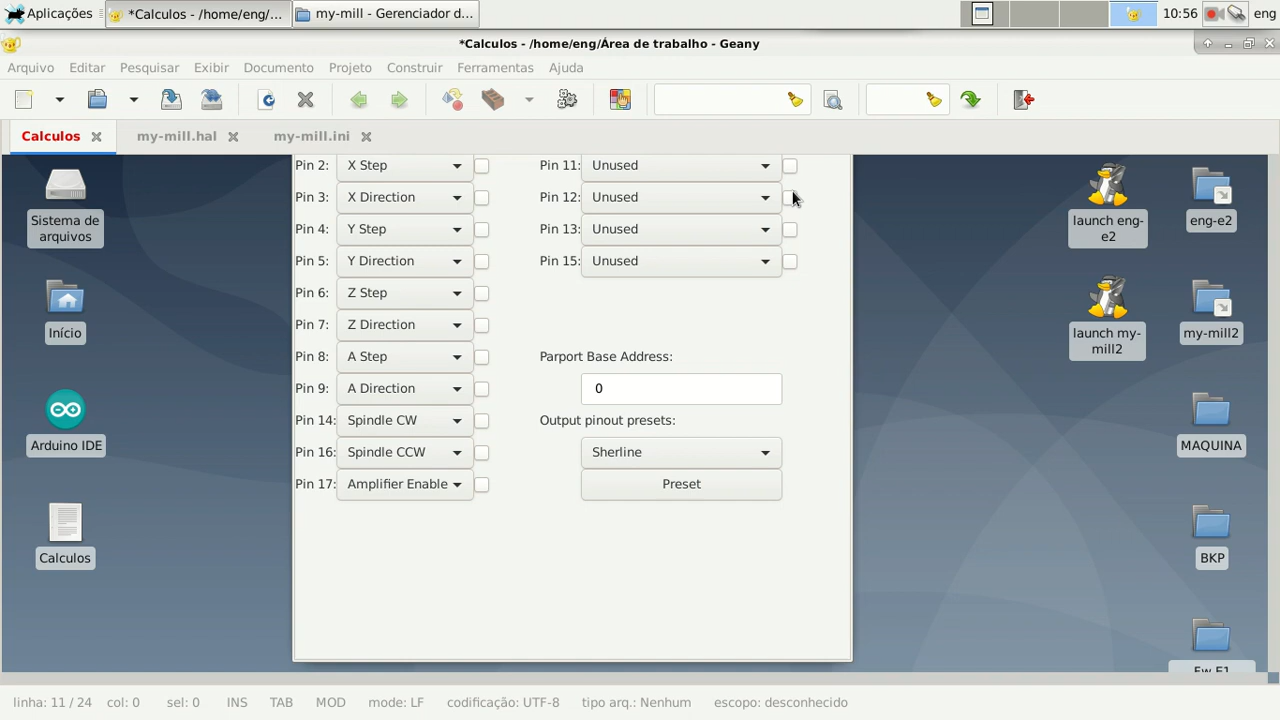 Aplicações
*Calculos - /home/eng/...
my-mill - Gerenciador d...
10:56
eng
*Calculos - /home/eng/Área de trabalho - Geany
Arquivo Editar Pesquisar Exibir Documento Projeto Construir Ferramentas Ajuda
Calculos my-mill.hal my-mill.ini
Pin 2: X Step Pin 11: Unused
Pin 3: X Direction Pin 12: Unused
Pin 4: Y Step Pin 13: Unused
Pin 5: Y Direction Pin 15: Unused
Pin 6: Z Step
Pin 7: Z Direction
Pin 8: A Step Parport Base Address:
Pin 9: A Direction 0
Pin 14: Spindle CW Output pinout presets:
Pin 16: Spindle CCW Sherline
Pin 17: Amplifier Enable Preset
Sistema de
arquivos
Início
Arduino IDE
Calculos
launch eng-
e2
eng-e2
launch my-
mill2
my-mill2
MAQUINA
BKP
Fw E1
linha: 11 / 24 col: 0 sel: 0 INS TAB MOD mode: LF codificação: UTF-8 tipo arq.: Nenhum escopo: desconhecido